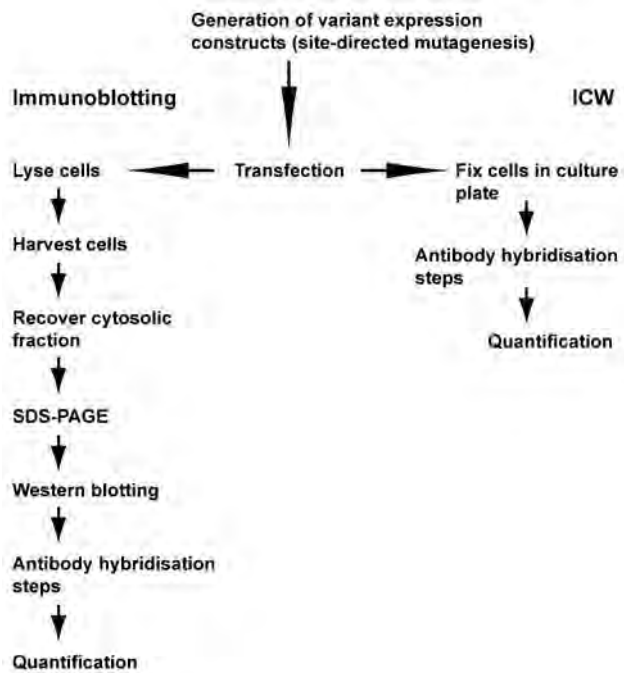 Generation of variant expression
constructs (site-directed mutagenesis)
Immunoblotting
ICW
Lyse cells
Transfection
Fix cells in culture
plate
Harvest cells
Antibody hybridisation
steps
Recover cytosolic
fraction
Quantification
SDS-PAGE
Western blotting
Antibody hybridisation
steps
Quantification